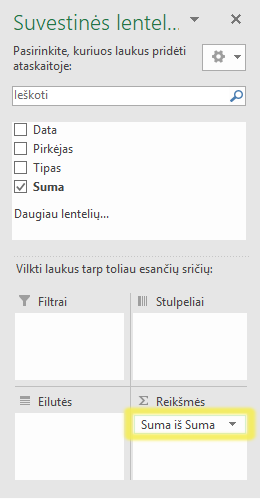 Suvestinės lentel...
Pasirinkite, kuriuos laukus pridėti
ataskaitoje:
Ieškoti
Data
Pirkėjas
Tipas
Suma
Daugiau lentelių...
Vilkti laukus tarp toliau esančių sričių:
Filtrai
Stulpeliai
Eilutės
Σ Reikšmės
Suma iš Suma